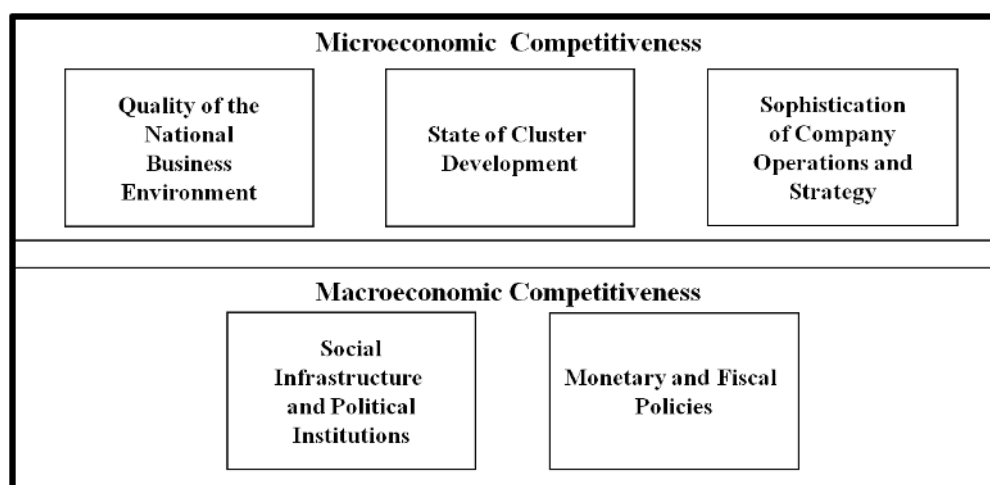 Microeconomic Competitiveness
Quality of the
National
Business
Environment
State of Cluster
Development
Sophistication
of Company
Operations and
Strategy
Macroeconomic Competitiveness
Social
Infrastructure
and Political
Institutions
Monetary and Fiscal
Policies